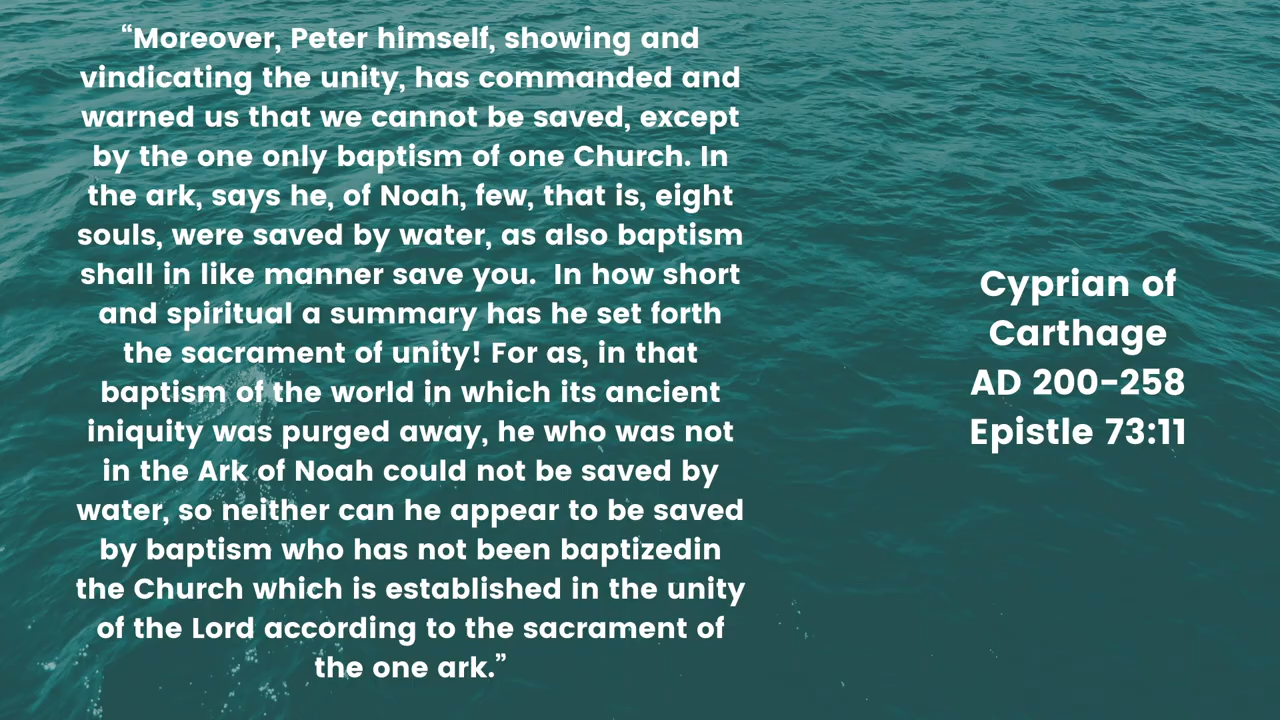 “Moreover, Peter himself, showing and
vindicating the unity, has commanded and
warned us that we cannot be saved, except
by the one only baptism of one Church. In
the ark, says he, of Noah, few, that is, eight
souls, were saved by water, as also baptism
shall in like manner save you.  In how short
and spiritual a summary has he set forth
the sacrament of unity! For as, in that
baptism of the world in which its ancient
iniquity was purged away, he who was not
in the Ark of Noah could not be saved by
water, so neither can he appear to be saved
by baptism who has not been baptizedin
the Church which is established in the unity
of the Lord according to the sacrament of
the one ark.”
Cyprian of
Carthage
AD 200-258
Epistle 73:11